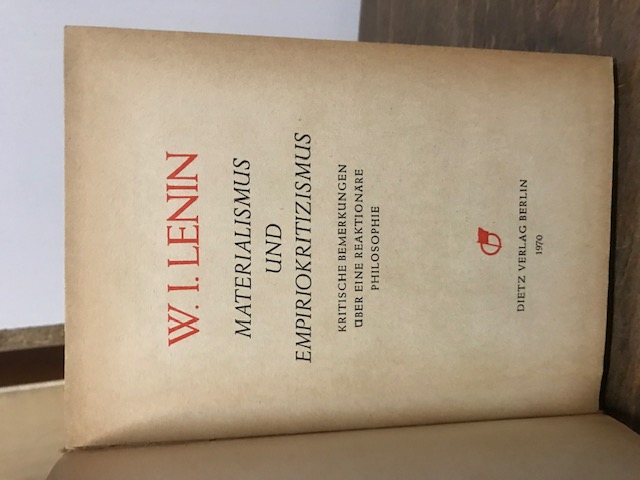 W. I. LENIN
MATERIALISMUS
UND
EMPIRIOKRITIZISMUS
KRITISCHE BEMERKUNGEN
ÜBER EINE REAKTIONÄRE
PHILOSOPHIE
DIETZ VERLAG BERLIN
1970